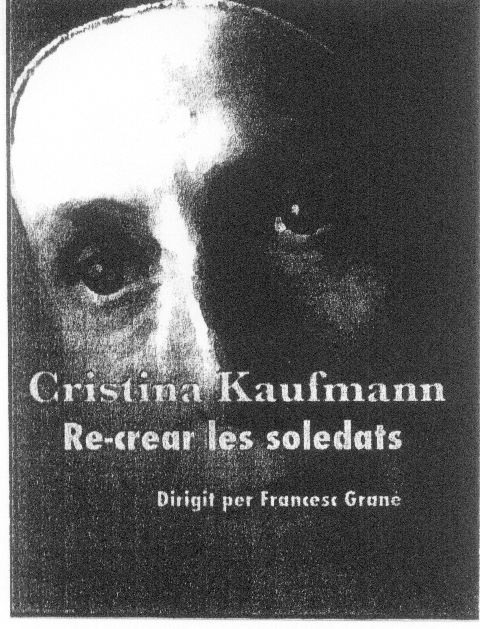 Cristina Kaufmann
Re-crear les soledats
Dirigit per Francesc Grané